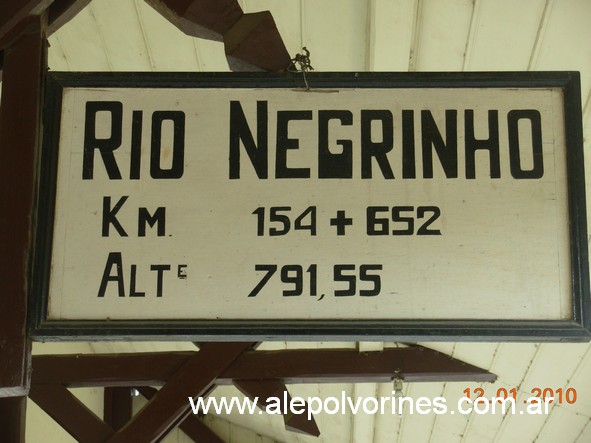 RIO NEGRINHO
KM. 154+652
ALTE 791,55
12.01.2010
www.alepolvorines.com.ar